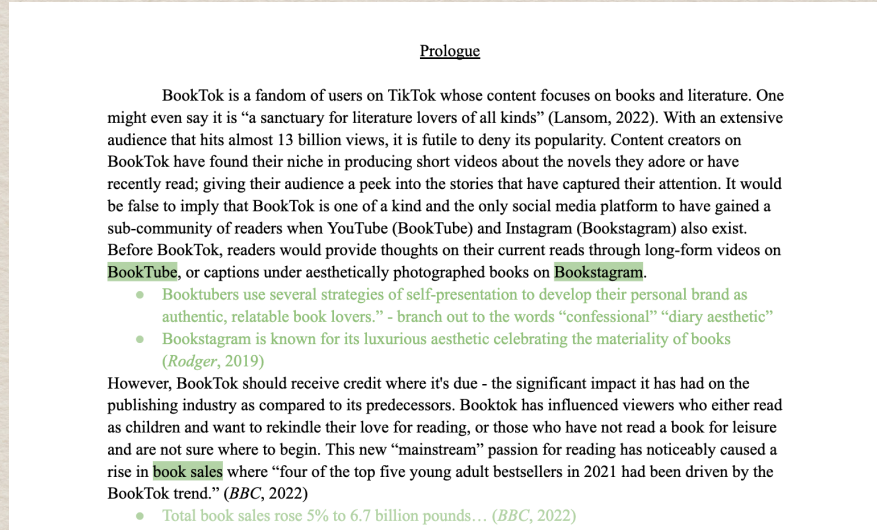 Prologue
BookTok is a fandom of users on TikTok whose content focuses on books and literature. One
might even say it is “a sanctuary for literature lovers of all kinds” (Lansom, 2022). With an extensive
audience that hits almost 13 billion views, it is futile to deny its popularity. Content creators on
BookTok have found their niche in producing short videos about the novels they adore or have
recently read; giving their audience a peek into the stories that have captured their attention. It would
be false to imply that BookTok is one of a kind and the only social media platform to have gained a
sub-community of readers when YouTube (BookTube) and Instagram (Bookstagram) also exist.
Before BookTok, readers would provide thoughts on their current reads through long-form videos on
BookTube, or captions under aesthetically photographed books on Bookstagram.
● Booktubers use several strategies of self-presentation to develop their personal brand as
authentic, relatable book lovers.” - branch out to the words “confessional” “diary aesthetic”
● Bookstagram is known for its luxurious aesthetic celebrating the materiality of books
(Rodger, 2019)
However, BookTok should receive credit where it's due - the significant impact it has had on the
publishing industry as compared to its predecessors. Booktok has influenced viewers who either read
as children and want to rekindle their love for reading, or those who have not read a book for leisure
and are not sure where to begin. This new “mainstream” passion for reading has noticeably caused a
rise in book sales where “four of the top five young adult bestsellers in 2021 had been driven by the
BookTok trend.” (BBC, 2022)
● Total book sales rose 5% to 6.7 billion pounds… (BBC, 2022)